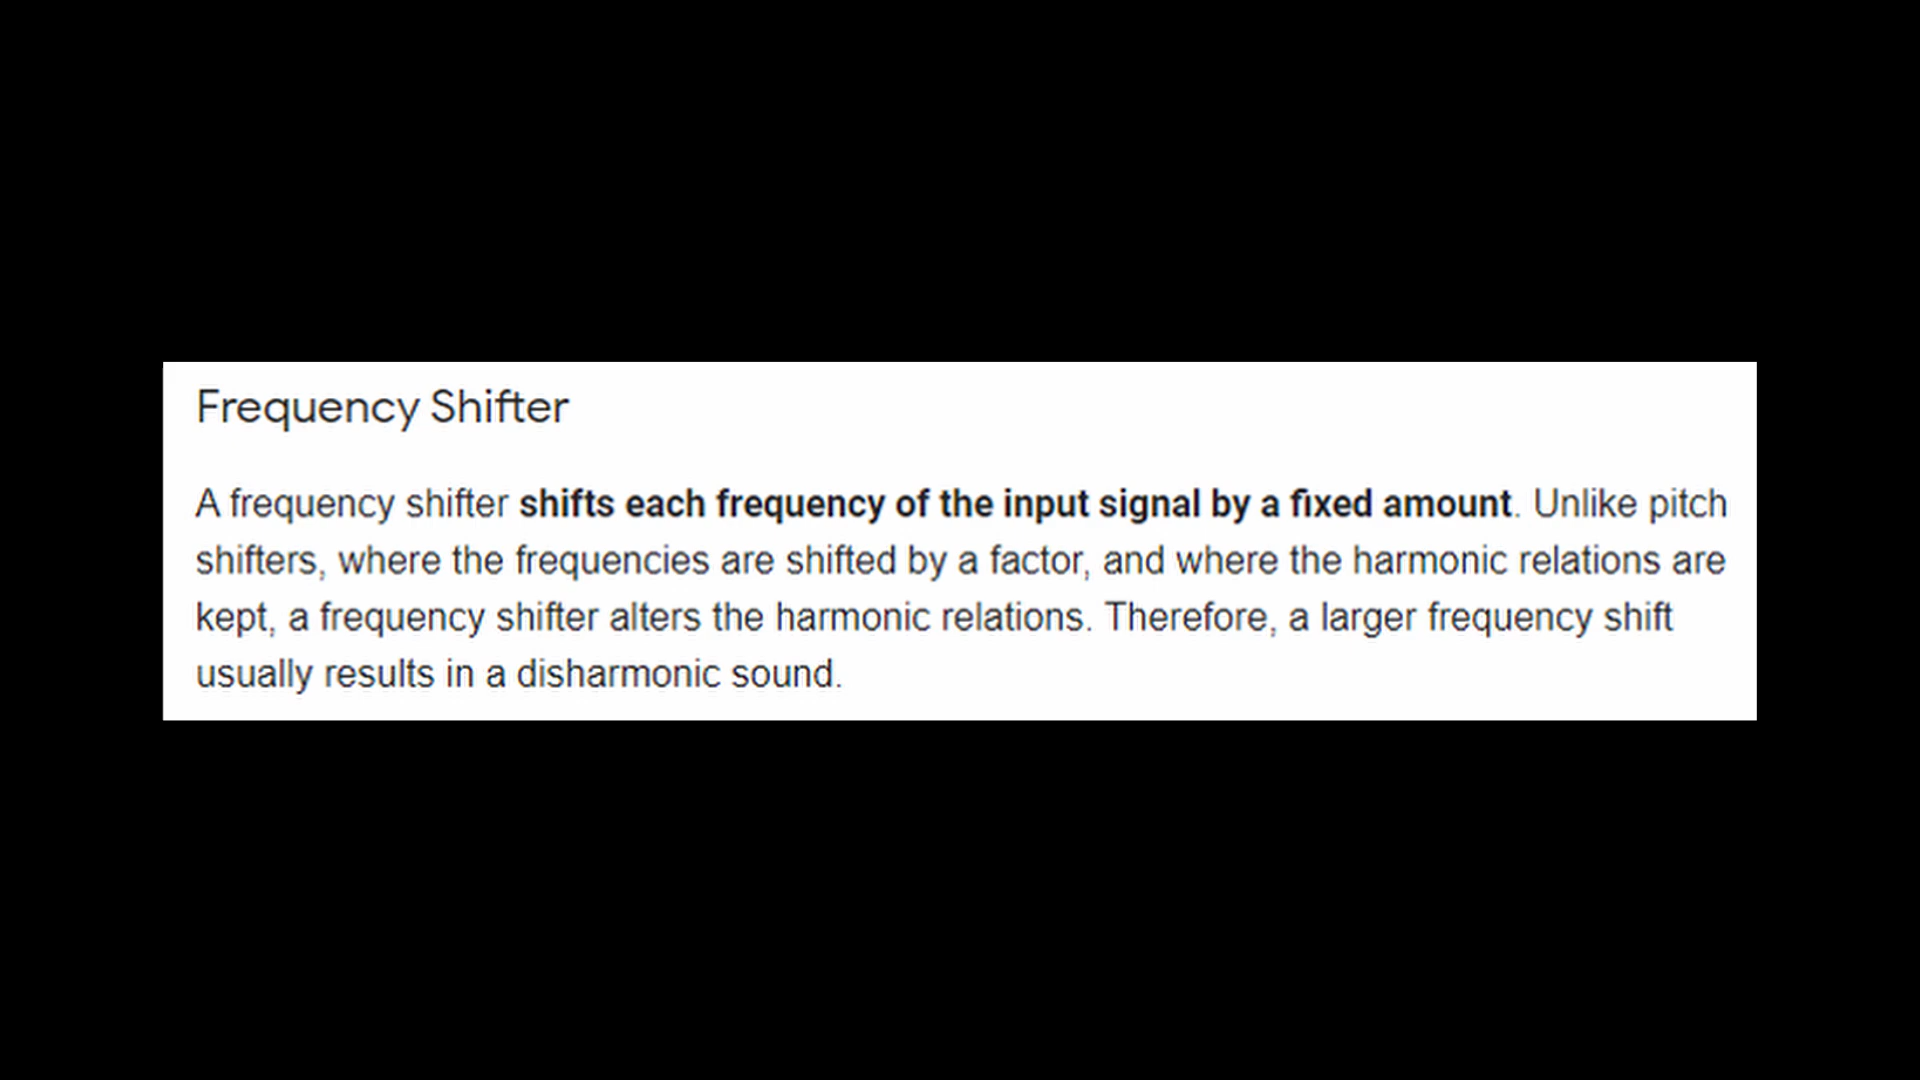 Frequency Shifter
A frequency shifter shifts each frequency of the input signal by a fixed amount. Unlike pitch
shifters, where the frequencies are shifted by a factor, and where the harmonic relations are
kept, a frequency shifter alters the harmonic relations. Therefore, a larger frequency shift
usually results in a disharmonic sound.